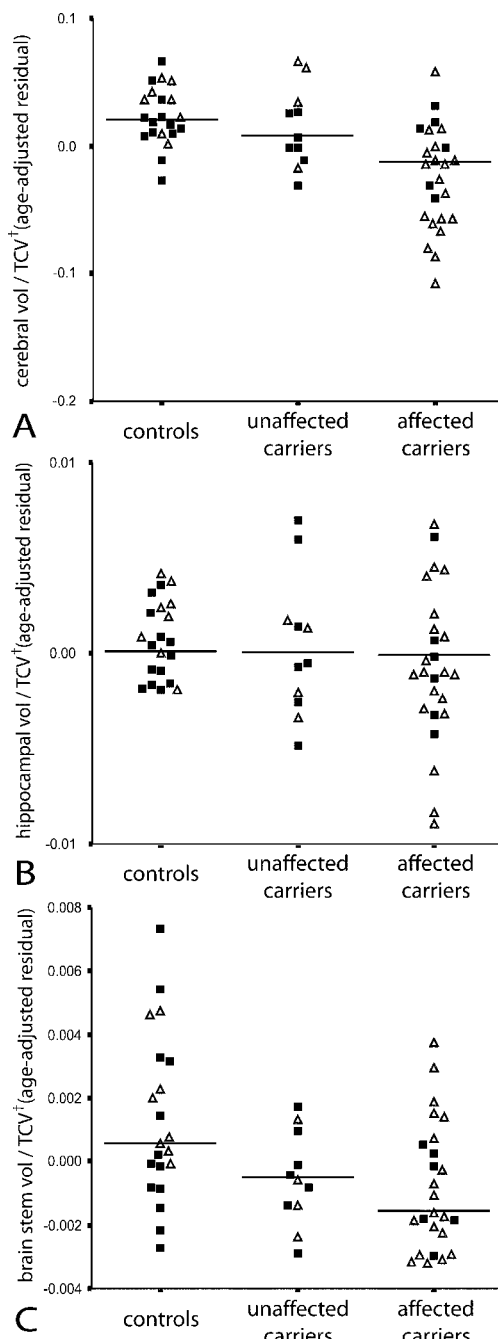 cerebral vol / TCV† (age-adjusted residual)
0.1
0.0
-0.1
-0.2
A
controls
unaffected carriers
affected carriers
hippocampal vol / TCV† (age-adjusted residual)
0.01
0.00
-0.01
B
controls
unaffected carriers
affected carriers
brain stem vol / TCV† (age-adjusted residual)
0.008
0.006
0.004
0.002
0.000
-0.002
-0.004
C
controls
unaffected carriers
affected carriers